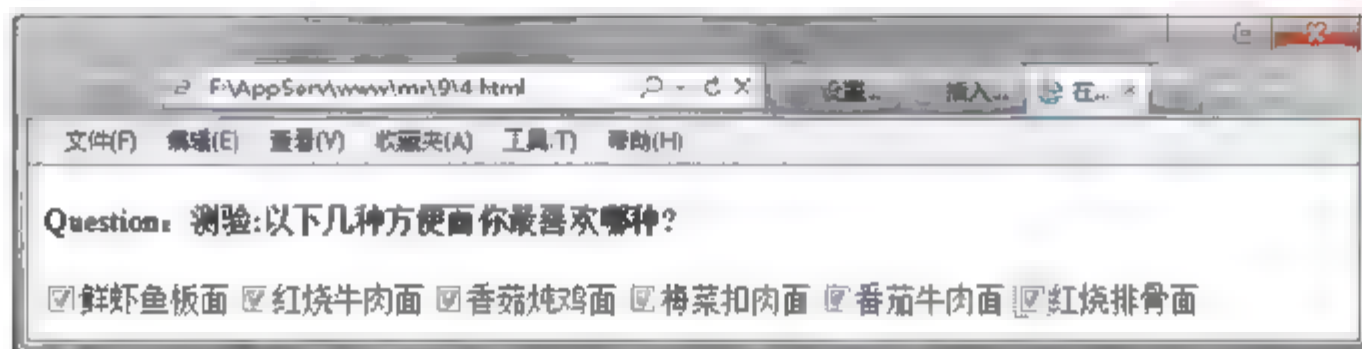 F:\AppServ\www\mr\9\4.html 设置... 插入... 在...
文件(F) 编辑(E) 查看(V) 收藏夹(A) 工具(T) 帮助(H)
Question：测验:以下几种方便面你最喜欢哪种?
鲜虾鱼板面 红烧牛肉面 香菇炖鸡面 梅菜扣肉面 番茄牛肉面 红烧排骨面